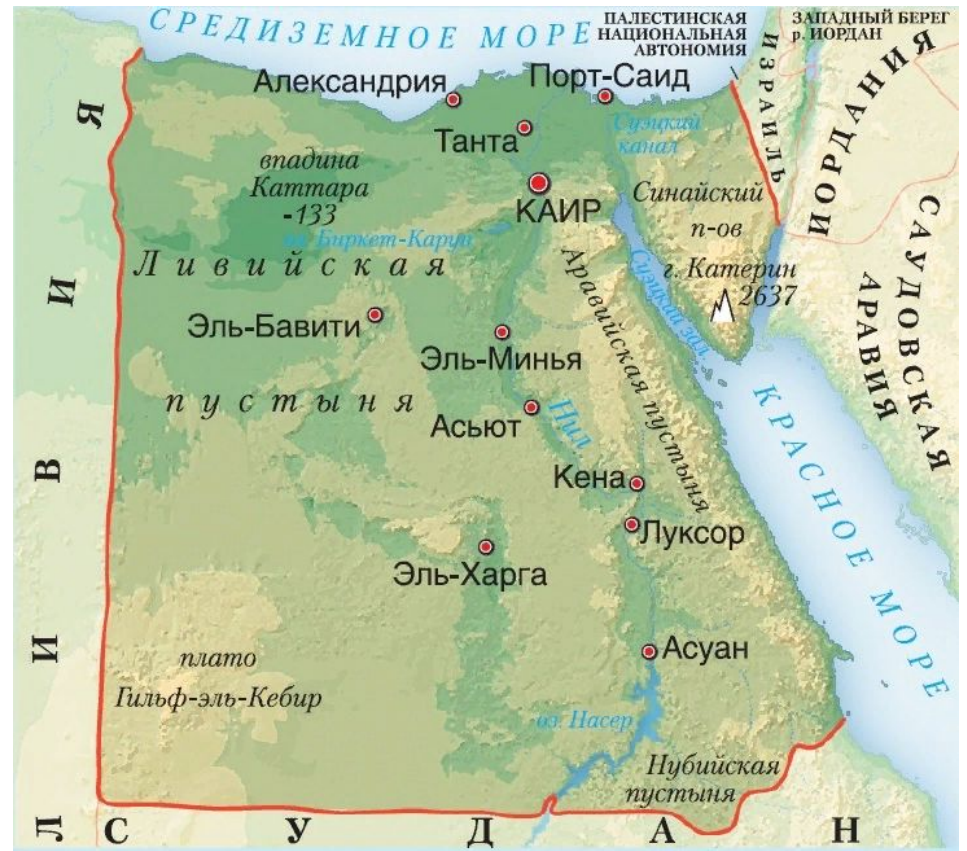 СРЕДИЗЕМНОЕ МОРЕ
ПАЛЕСТИНСКАЯ
НАЦИОНАЛЬНАЯ
АВТОНОМИЯ
ЗАПАДНЫЙ БЕРЕГ
р. ИОРДАН
ИЗРАИЛЬ
ИОРДАНИЯ
САУДОВСКАЯ
АРАВИЯ
Александрия
Порт-Саид
Танта
Суэцкий
канал
впадина
Каттара
-133
КАИР
Синайский
п-ов
оз. Биркет-Карун
Ливийская
пустыня
г. Катерин
2637
Суэцкий зал.
Аравийская пустыня
Эль-Бавити
Эль-Минья
Асьют
Нил
Кена
Луксор
КРАСНОЕ МОРЕ
Эль-Харга
Асуан
плато
Гильф-эль-Кебир
оз. Насер
Нубийская
пустыня
ЛИВИЯ
СУДАН